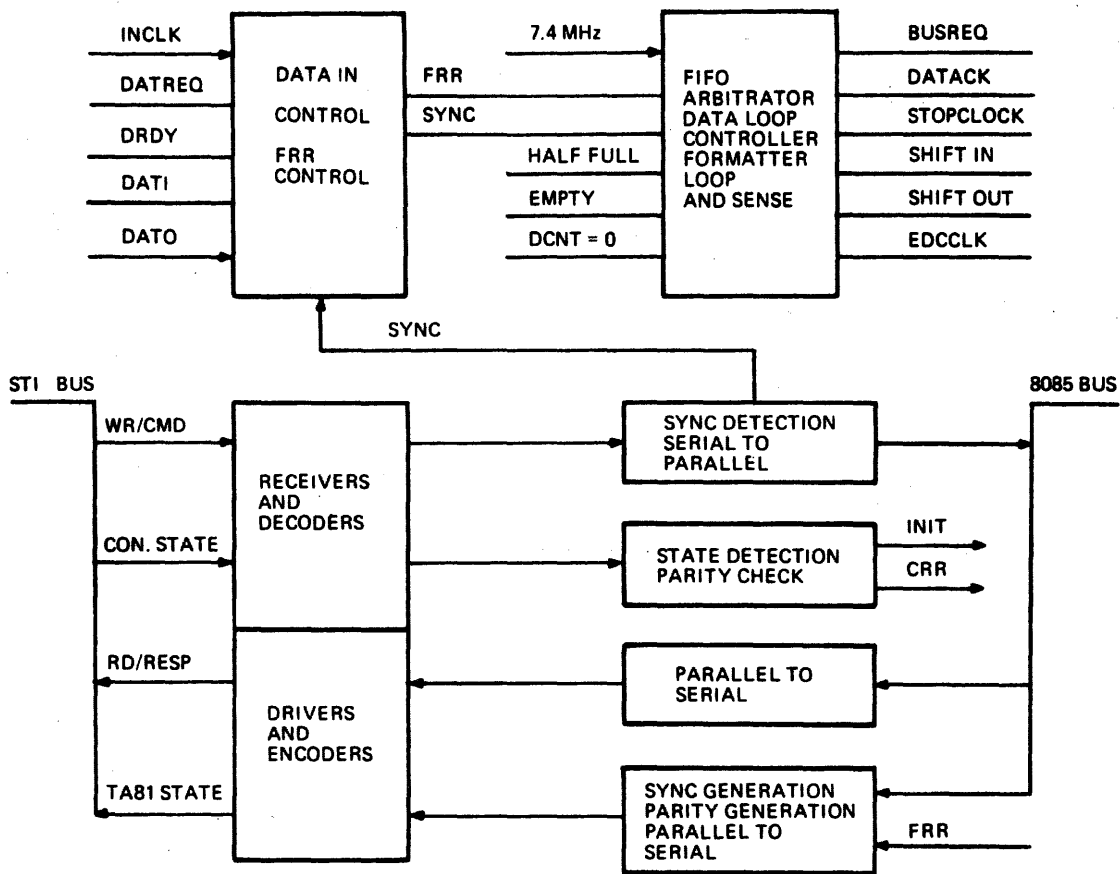 INCLK
DATREQ
DRDY
DATI
DATO
DATA IN
CONTROL
FRR
CONTROL
FRR
SYNC
7.4 MHz
HALF FULL
EMPTY
DCNT = 0
FIFO
ARBITRATOR
DATA LOOP
CONTROLLER
FORMATTER
LOOP
AND SENSE
BUSREQ
DATACK
STOPCLOCK
SHIFT IN
SHIFT OUT
EDCCLK
SYNC
STI BUS
8085 BUS
WR/CMD
CON. STATE
RD/RESP
TA81 STATE
RECEIVERS
AND
DECODERS
DRIVERS
AND
ENCODERS
SYNC DETECTION
SERIAL TO
PARALLEL
STATE DETECTION
PARITY CHECK
INIT
CRR
PARALLEL TO
SERIAL
SYNC GENERATION
PARITY GENERATION
PARALLEL TO
SERIAL
FRR